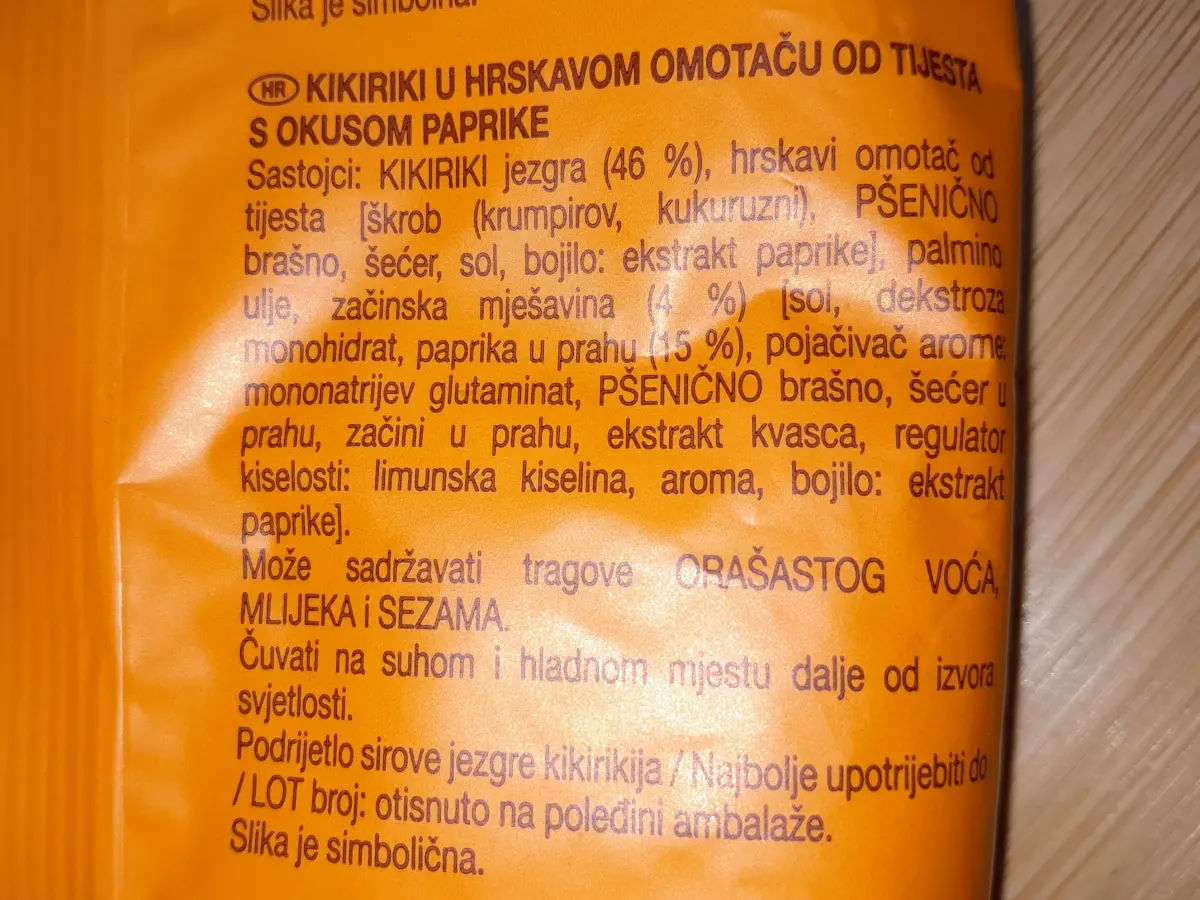 Slika je simbolična.
HR KIKIRIKI U HRSKAVOM OMOTAČU OD TIJESTA
S OKUSOM PAPRIKE
Sastojci: KIKIRIKI jezgra (46 %), hrskavi omotač od
tijesta [škrob (krumpirov, kukuruzni), PŠENIČNO
brašno, šećer, sol, bojilo: ekstrakt paprike], palmino
ulje, začinska mješavina (4 %) [sol, dekstroza
monohidrat, paprika u prahu (15 %), pojačivač arome:
mononatrijev glutaminat, PŠENIČNO brašno, šećer u
prahu, začini u prahu, ekstrakt kvasca, regulator
kiselosti: limunska kiselina, aroma, bojilo: ekstrakt
paprike].
Može sadržavati tragove ORAŠASTOG VOĆA,
MLIJEKA i SEZAMA.
Čuvati na suhom i hladnom mjestu dalje od izvora
svjetlosti.
Podrijetlo sirove jezgre kikirikija / Najbolje upotrijebiti do
/ LOT broj: otisnuto na poleđini ambalaže.
Slika je simbolična.